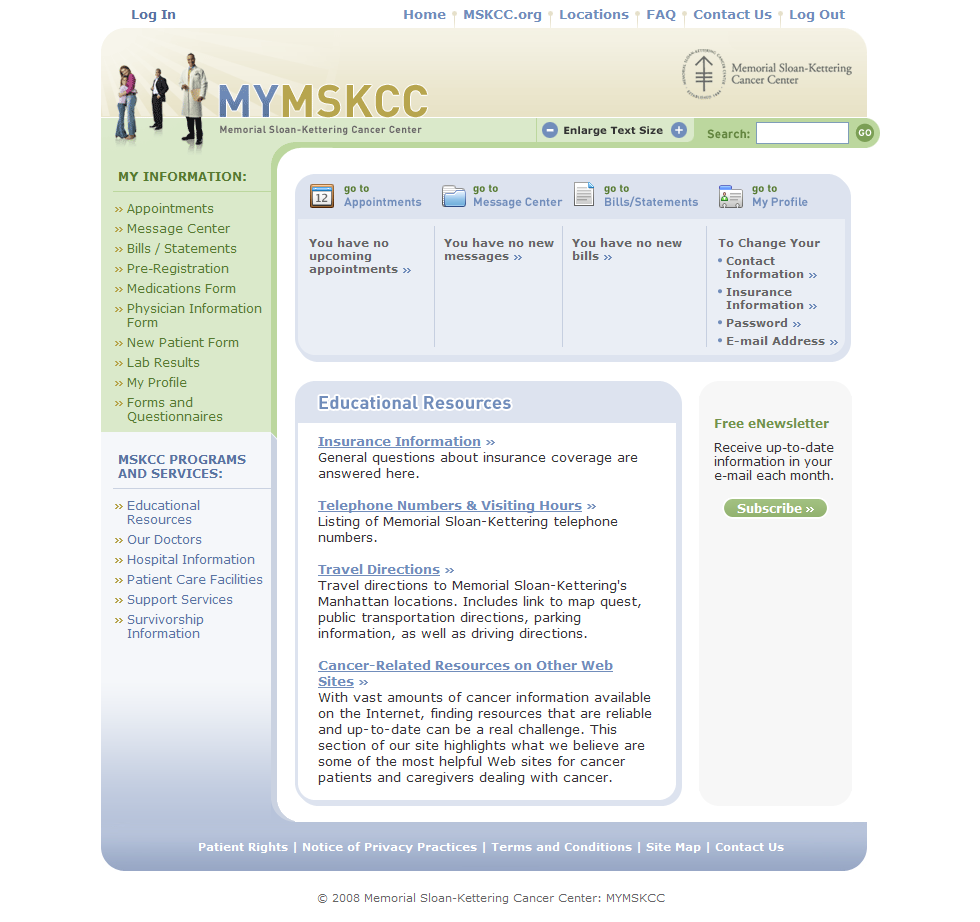 Log In
Home MSKCC.org Locations FAQ Contact Us Log Out
Memorial Sloan-Kettering
Cancer Center
MYMSKCC
Memorial Sloan-Kettering Cancer Center
Enlarge Text Size
Search: GO
MY INFORMATION:
›› Appointments
›› Message Center
›› Bills / Statements
›› Pre-Registration
›› Medications Form
›› Physician Information
Form
›› New Patient Form
›› Lab Results
›› My Profile
›› Forms and
Questionnaires
MSKCC PROGRAMS
AND SERVICES:
›› Educational
Resources
›› Our Doctors
›› Hospital Information
›› Patient Care Facilities
›› Support Services
›› Survivorship
Information
12
go to
Appointments
go to
Message Center
go to
Bills/Statements
go to
My Profile
You have no
upcoming
appointments ››
You have no new
messages ››
You have no new
bills ››
To Change Your
• Contact
Information ››
• Insurance
Information ››
• Password ››
• E-mail Address ››
Educational Resources
Insurance Information ››
General questions about insurance coverage are
answered here.
Telephone Numbers & Visiting Hours ››
Listing of Memorial Sloan-Kettering telephone
numbers.
Travel Directions ››
Travel directions to Memorial Sloan-Kettering's
Manhattan locations. Includes link to map quest,
public transportation directions, parking
information, as well as driving directions.
Cancer-Related Resources on Other Web
Sites ››
With vast amounts of cancer information available
on the Internet, finding resources that are reliable
and up-to-date can be a real challenge. This
section of our site highlights what we believe are
some of the most helpful Web sites for cancer
patients and caregivers dealing with cancer.
Free eNewsletter
Receive up-to-date
information in your
e-mail each month.
Subscribe ››
Patient Rights | Notice of Privacy Practices | Terms and Conditions | Site Map | Contact Us
© 2008 Memorial Sloan-Kettering Cancer Center: MYMSKCC